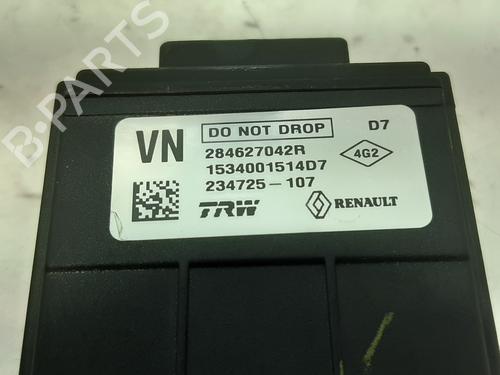 B-PARTS
VN
DO NOT DROP
D7
284627042R
1534001514D7
234725-107
4G2
TRW
RENAULT